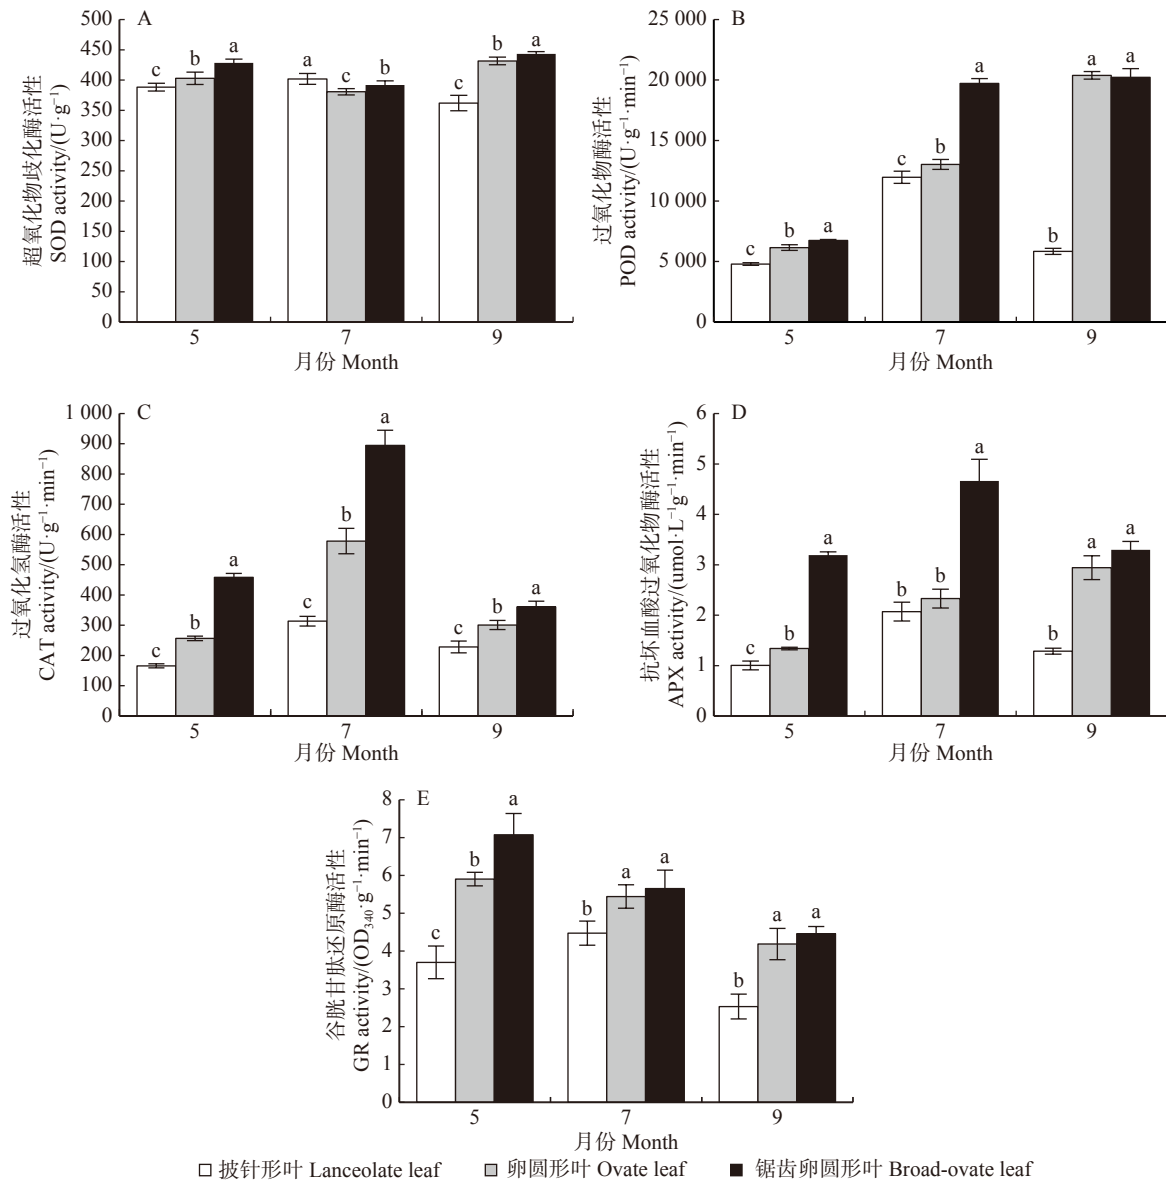 A
超氧化物歧化酶活性
SOD activity/(U·g⁻¹)
500
450
400
350
300
250
200
150
100
50
0
c b a
a c b
c b a
5 7 9
月份 Month
B
过氧化物酶活性
POD activity/(U·g⁻¹·min⁻¹)
25 000
20 000
15 000
10 000
5 000
0
c b a
c b a
b a a
5 7 9
月份 Month
C
过氧化氢酶活性
CAT activity/(U·g⁻¹·min⁻¹)
1 000
900
800
700
600
500
400
300
200
100
0
c b a
c b a
c b a
5 7 9
月份 Month
D
抗坏血酸过氧化物酶活性
APX activity/(umol·L⁻¹g⁻¹·min⁻¹)
6
5
4
3
2
1
0
c b a
b b a
b a a
5 7 9
月份 Month
E
谷胱甘肽还原酶活性
GR activity/(OD₃₄₀·g⁻¹·min⁻¹)
8
7
6
5
4
3
2
1
0
c b a
b a a
b a a
5 7 9
月份 Month
披针形叶 Lanceolate leaf 卵圆形叶 Ovate leaf 锯齿卵圆形叶 Broad-ovate leaf